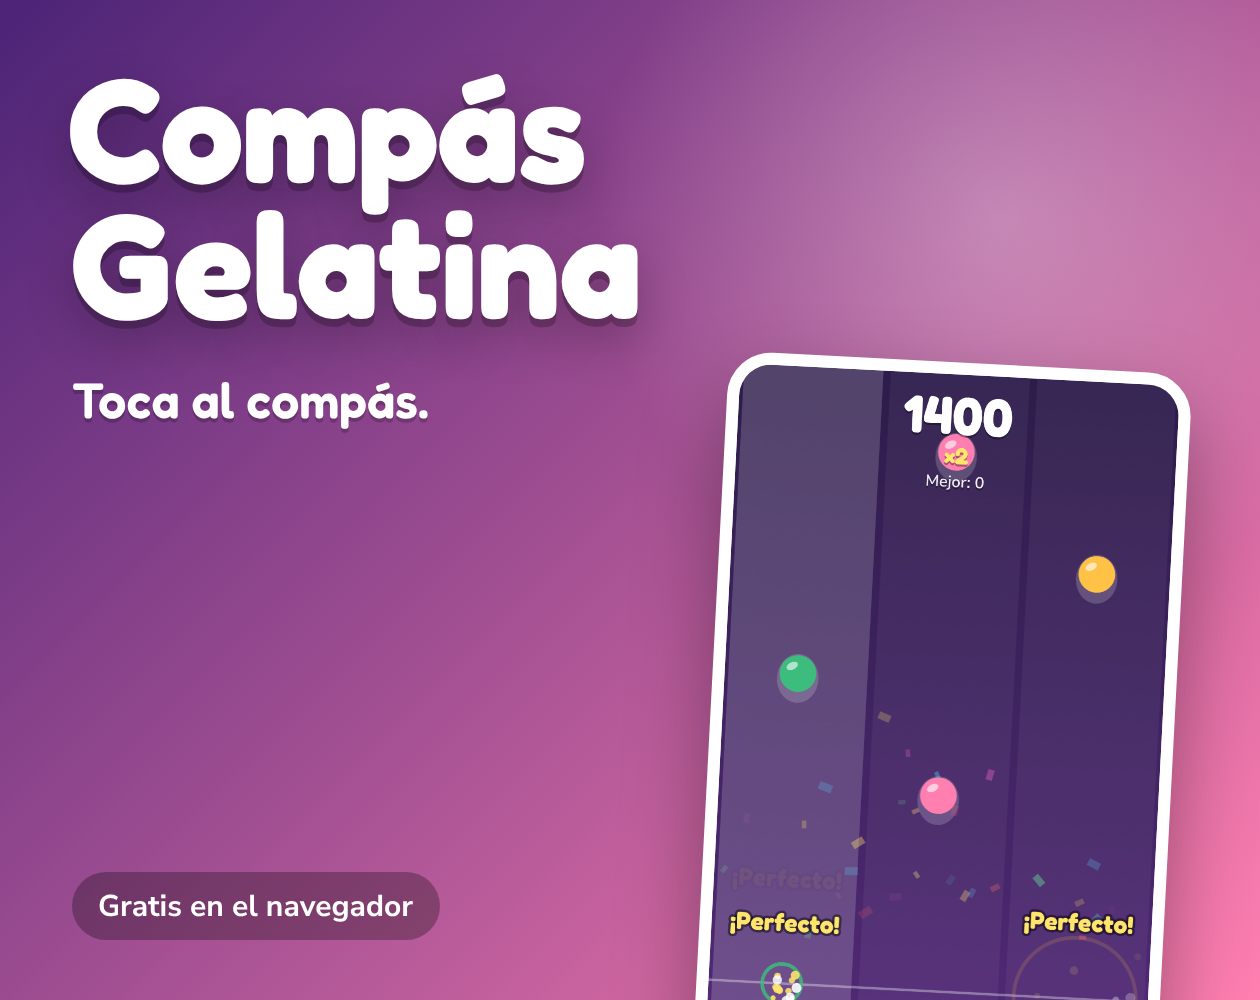 Compás
Gelatina
Toca al compás.
1400
x2
Mejor: 0
¡Perfecto!
¡Perfecto!
¡Perfecto!
Gratis en el navegador